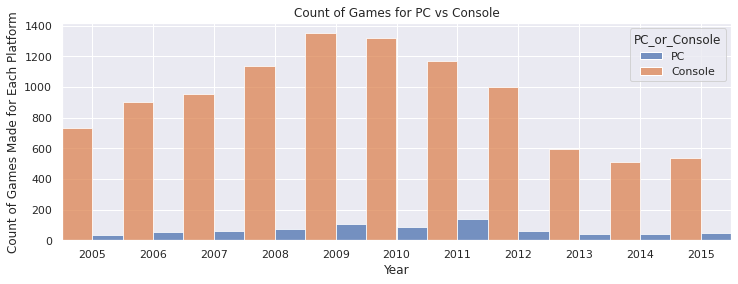 Count of Games for PC vs Console
Count of Games Made for Each Platform
1400
1200
1000
800
600
400
200
0
PC_or_Console
PC
Console
2005 2006 2007 2008 2009 2010 2011 2012 2013 2014 2015
Year